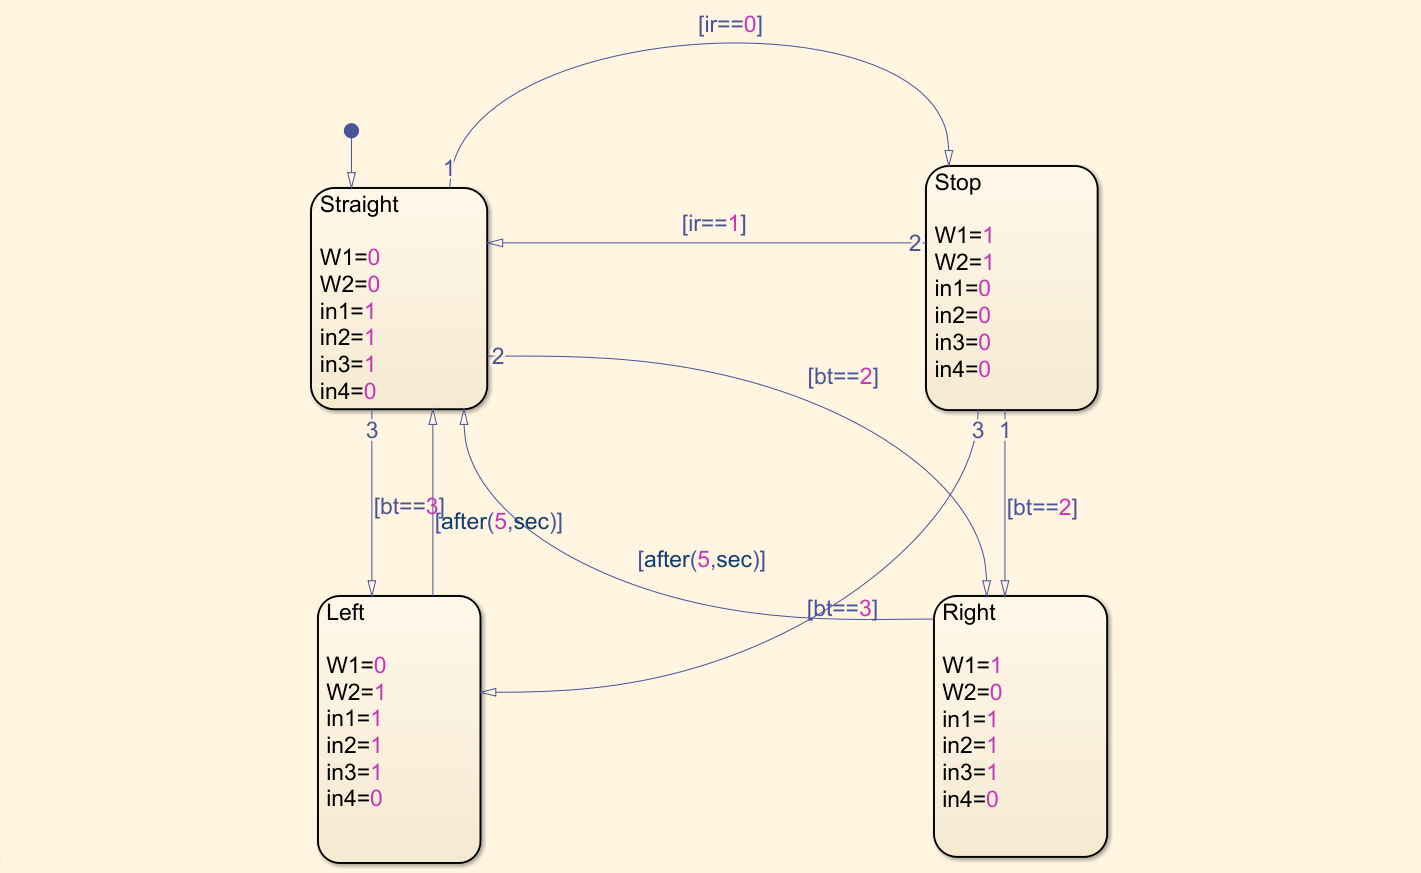 [ir==0]
1
Straight
W1=0
W2=0
in1=1
in2=1
in3=1
in4=0
[ir==1]
2
Stop
W1=1
W2=1
in1=0
in2=0
in3=0
in4=0
2
[bt==2]
3
[bt==3]
[after(5,sec)]
[after(5,sec)]
3
1
[bt==2]
[bt==3]
Left
W1=0
W2=1
in1=1
in2=1
in3=1
in4=0
Right
W1=1
W2=0
in1=1
in2=1
in3=1
in4=0